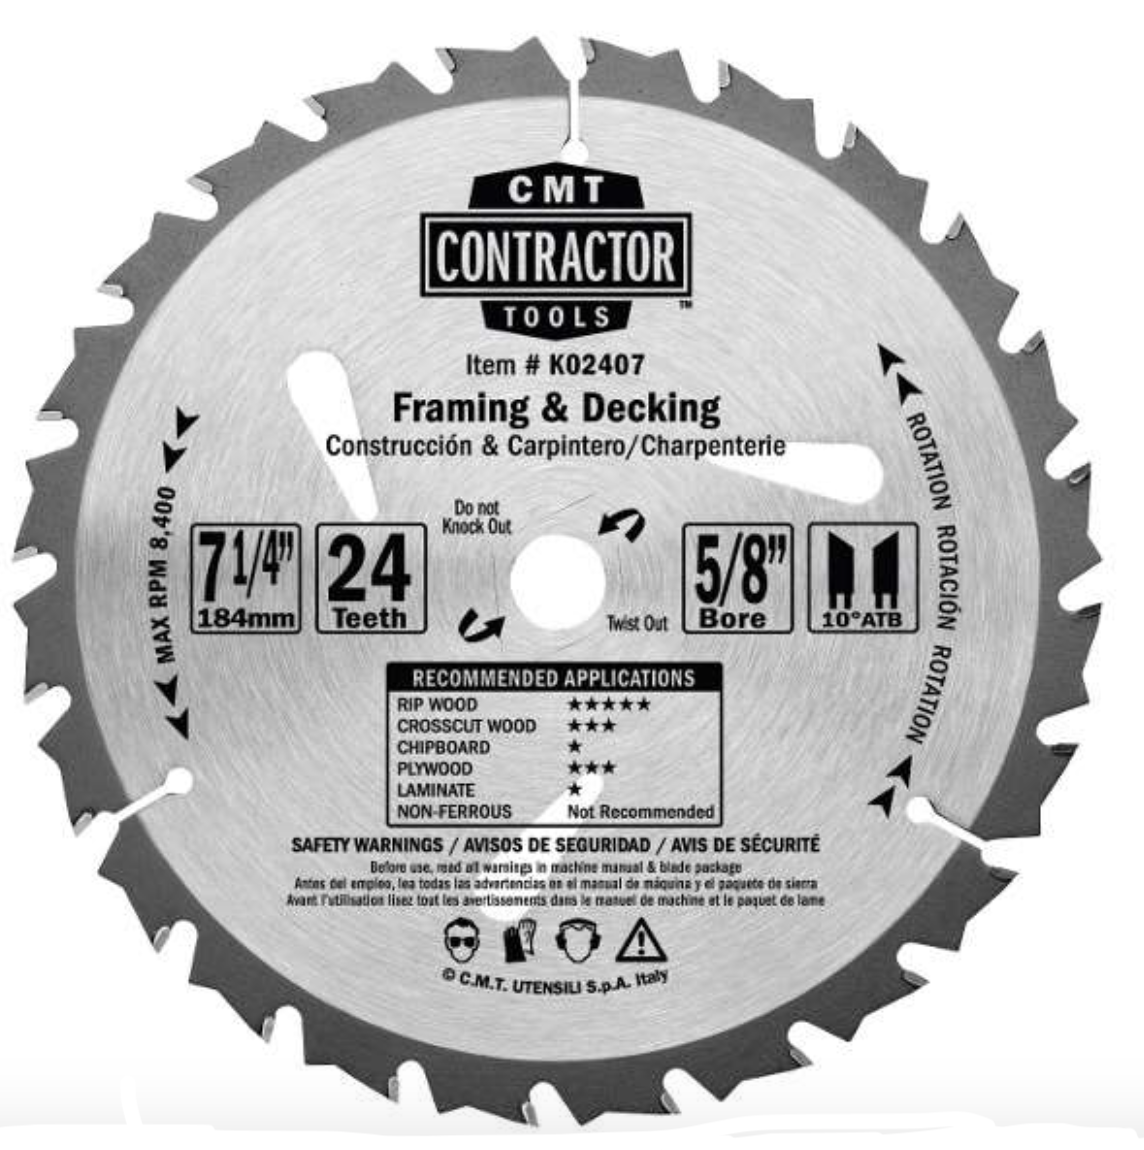 CMT
CONTRACTOR
TM
TOOLS
Item # K02407
Framing & Decking
Construcción & Carpintero/Charpenterie
MAX RPM 8,400
7 1/4"
184mm
24
Teeth
Do not
Knock Out
Twist Out
5/8"
Bore
10°ATB
ROTATION ROTACIÓN ROTATION
RECOMMENDED APPLICATIONS
RIP WOOD ★★★★★
CROSSCUT WOOD ★★★
CHIPBOARD ★
PLYWOOD ★★★
LAMINATE ★
NON-FERROUS Not Recommended
SAFETY WARNINGS / AVISOS DE SEGURIDAD / AVIS DE SÉCURITÉ
Before use, read all warnings in machine manual & blade package
Antes del empleo, lea todas las advertencias en el manual de máquina y el paquete de sierra
Avant l'utilisation lisez tout les avertissements dans le manuel de machine et le paquet de lame
© C.M.T. UTENSILI S.p.A. Italy